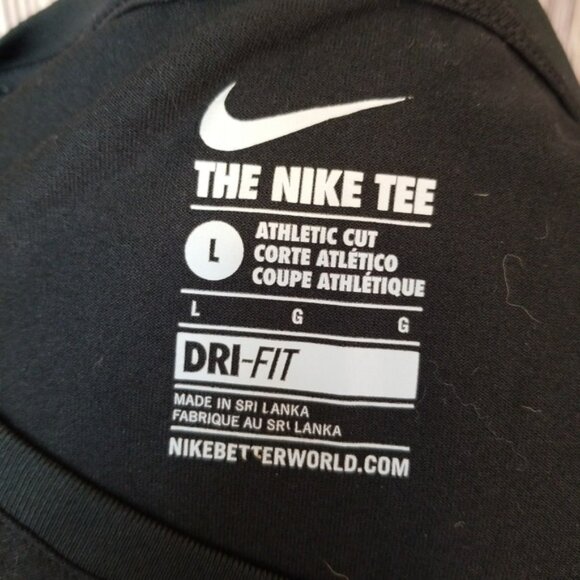 THE NIKE TEE
L
ATHLETIC CUT
CORTE ATLÉTICO
COUPE ATHLÉTIQUE
L G G
DRI-FIT
MADE IN SRI LANKA
FABRIQUE AU SRI LANKA
NIKEBETTERWORLD.COM